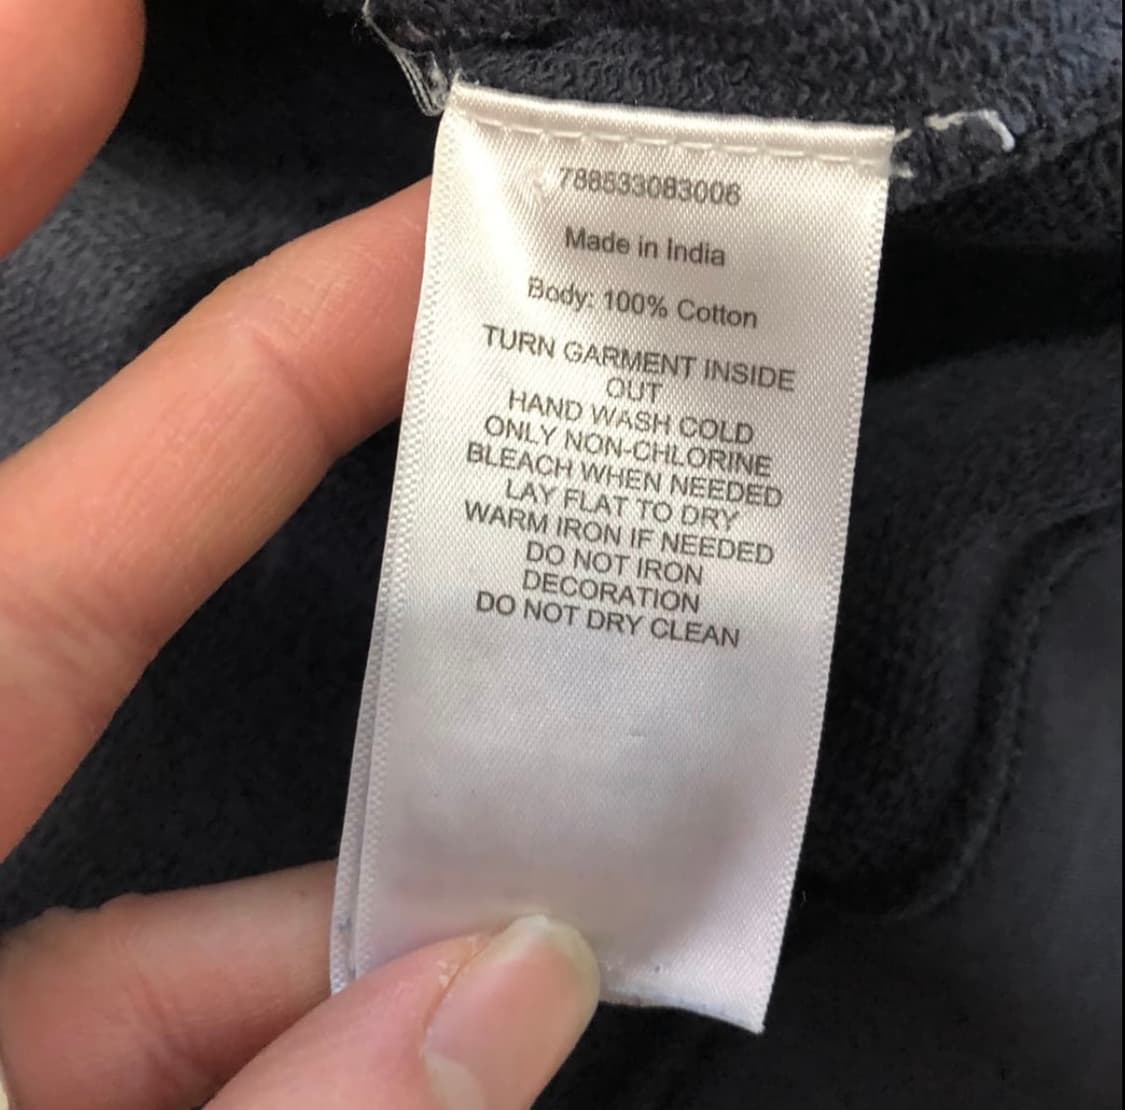 788533083006
Made in India
Body: 100% Cotton
TURN GARMENT INSIDE
OUT
HAND WASH COLD
ONLY NON-CHLORINE
BLEACH WHEN NEEDED
LAY FLAT TO DRY
WARM IRON IF NEEDED
DO NOT IRON
DECORATION
DO NOT DRY CLEAN